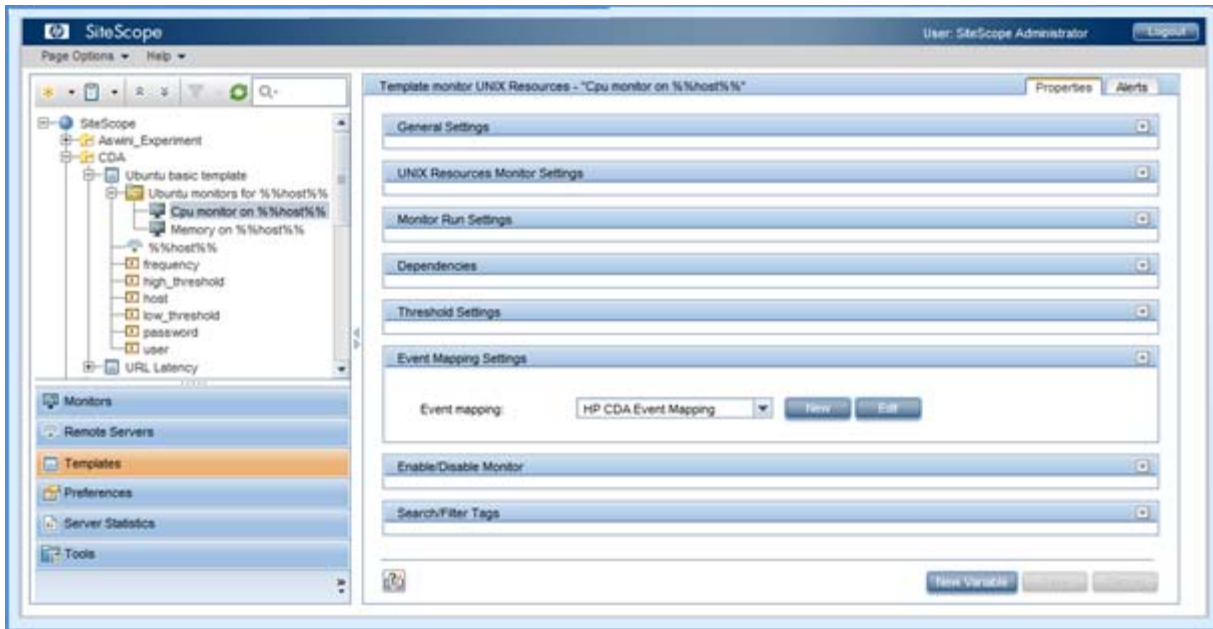 hp SiteScope
User: SiteScope Administrator
Logout
Page Options Help
SiteScope
Aswini_Experiment
CDA
Ubuntu basic template
Ubuntu monitors for %%host%%
Cpu monitor on %%host%%
Memory on %%host%%
%%host%%
frequency
high_threshold
host
low_threshold
password
user
URL Latency
Monitors
Remote Servers
Templates
Preferences
Server Statistics
Tools
Template monitor UNIX Resources - "Cpu monitor on %%host%%"
Properties Alerts
General Settings
UNIX Resources Monitor Settings
Monitor Run Settings
Dependencies
Threshold Settings
Event Mapping Settings
Event mapping: HP CDA Event Mapping New Edit
Enable/Disable Monitor
Search/Filter Tags
New Variable